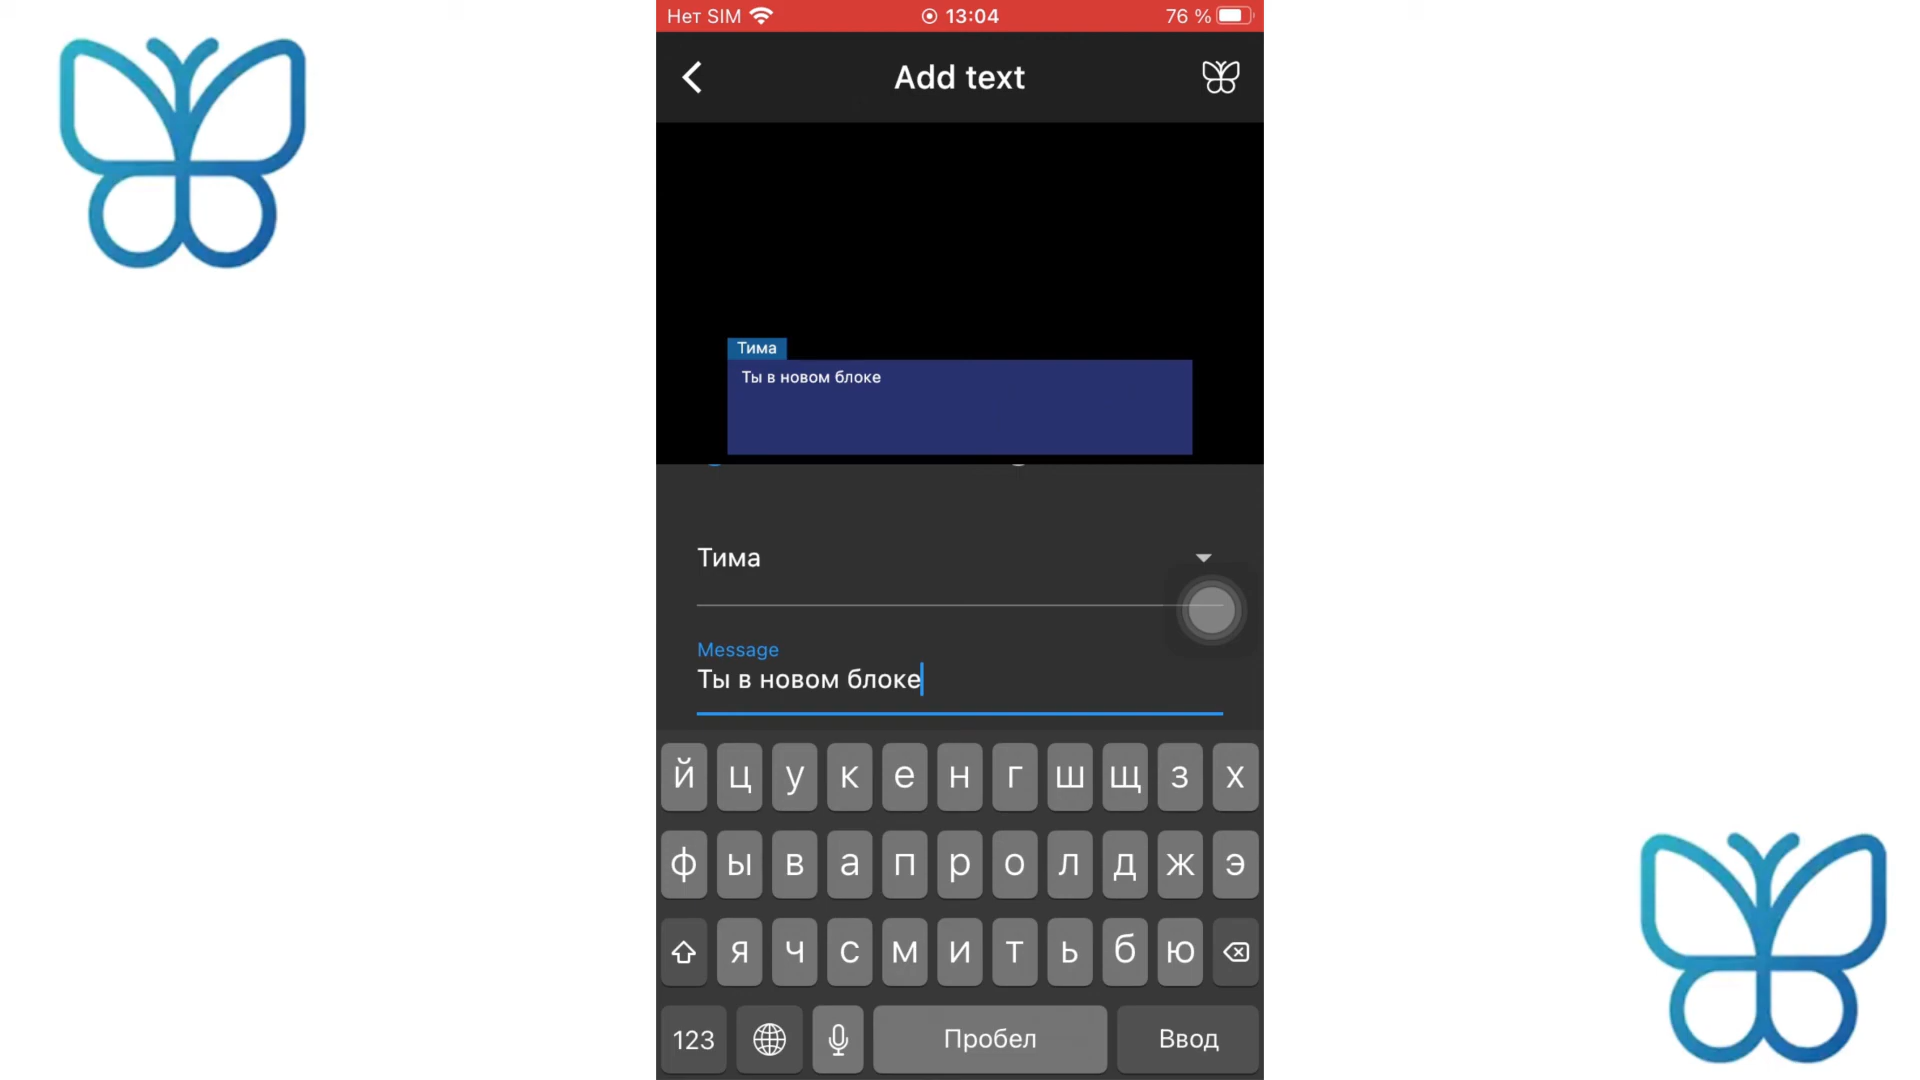 Нет SIM 13:04 76 %
Add text
Тима
Ты в новом блоке
Тима
Message
Ты в новом блоке
й ц у к е н г ш щ з х
ф ы в а п р о л д ж э
я ч с м и т ь б ю
123 Пробел Ввод